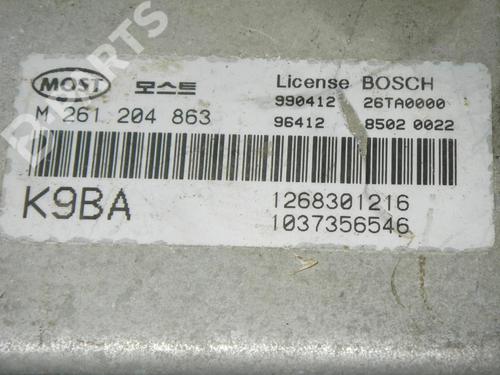 MOST 모스트 License BOSCH
990412 26TA0000
M 261 204 863 96412 8502 0022
K9BA 1268301216
1037356546